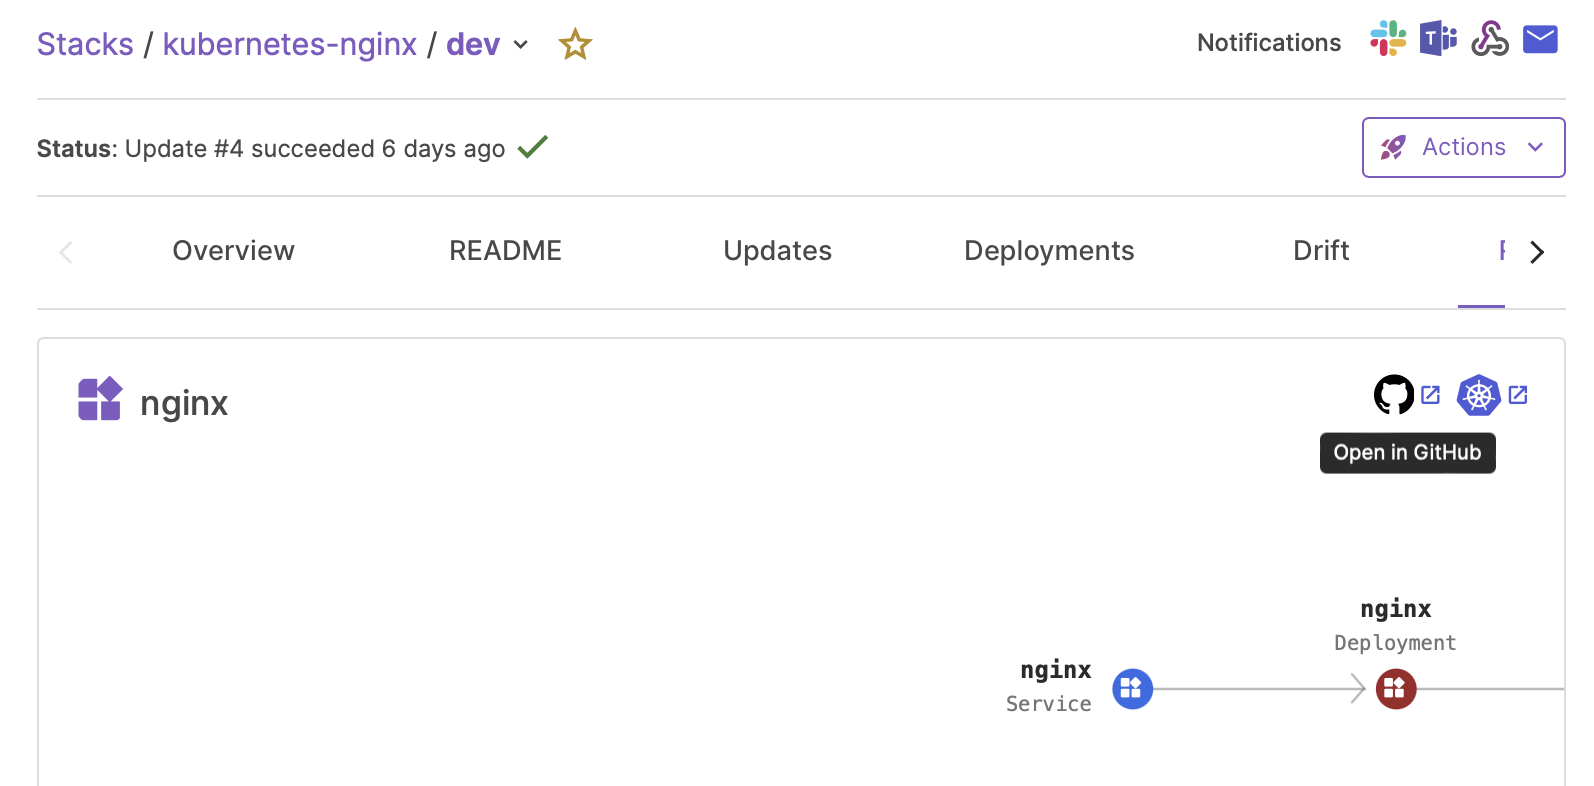 Stacks / kubernetes-nginx / dev
Notifications
Status: Update #4 succeeded 6 days ago
Actions
Overview README Updates Deployments Drift
nginx
Open in GitHub
nginx
Deployment
nginx
Service